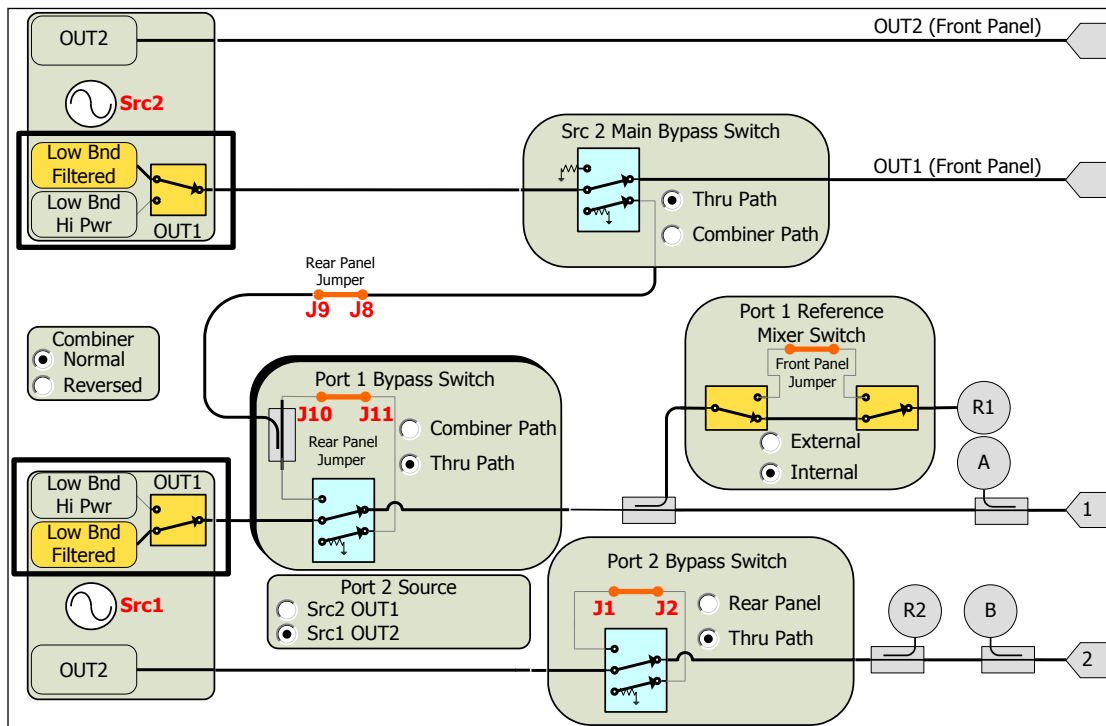 OUT2
OUT2 (Front Panel)
Src2
Low Bnd
Filtered
Low Bnd
Hi Pwr
OUT1
Src 2 Main Bypass Switch
Thru Path
Combiner Path
OUT1 (Front Panel)
Rear Panel
Jumper
J9
J8
Combiner
Normal
Reversed
Port 1 Bypass Switch
J10
J11
Rear Panel
Jumper
Combiner Path
Thru Path
Port 1 Reference
Mixer Switch
Front Panel
Jumper
External
Internal
R1
A
1
OUT1
Low Bnd
Hi Pwr
Low Bnd
Filtered
Src1
OUT2
Port 2 Source
Src2 OUT1
Src1 OUT2
Port 2 Bypass Switch
J1
J2
Rear Panel
Thru Path
R2
B
2